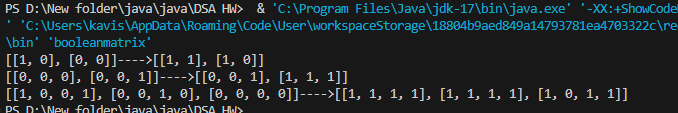 PS D:\New folder\java\java\DSA HW>  & 'C:\Program Files\Java\jdk-17\bin\java.exe' '-XX:+ShowCode
' 'C:\Users\kavis\AppData\Roaming\Code\User\workspaceStorage\18804b9aed849a14793781ea4703322c\re
\bin' 'booleanmatrix'
[[1, 0], [0, 0]]---->[[1, 1], [1, 0]]
[[0, 0, 0], [0, 0, 1]]---->[[0, 0, 1], [1, 1, 1]]
[[1, 0, 0, 1], [0, 0, 1, 0], [0, 0, 0, 0]]---->[[1, 1, 1, 1], [1, 1, 1, 1], [1, 0, 1, 1]]
PS D:\New folder\java\java\DSA HW>